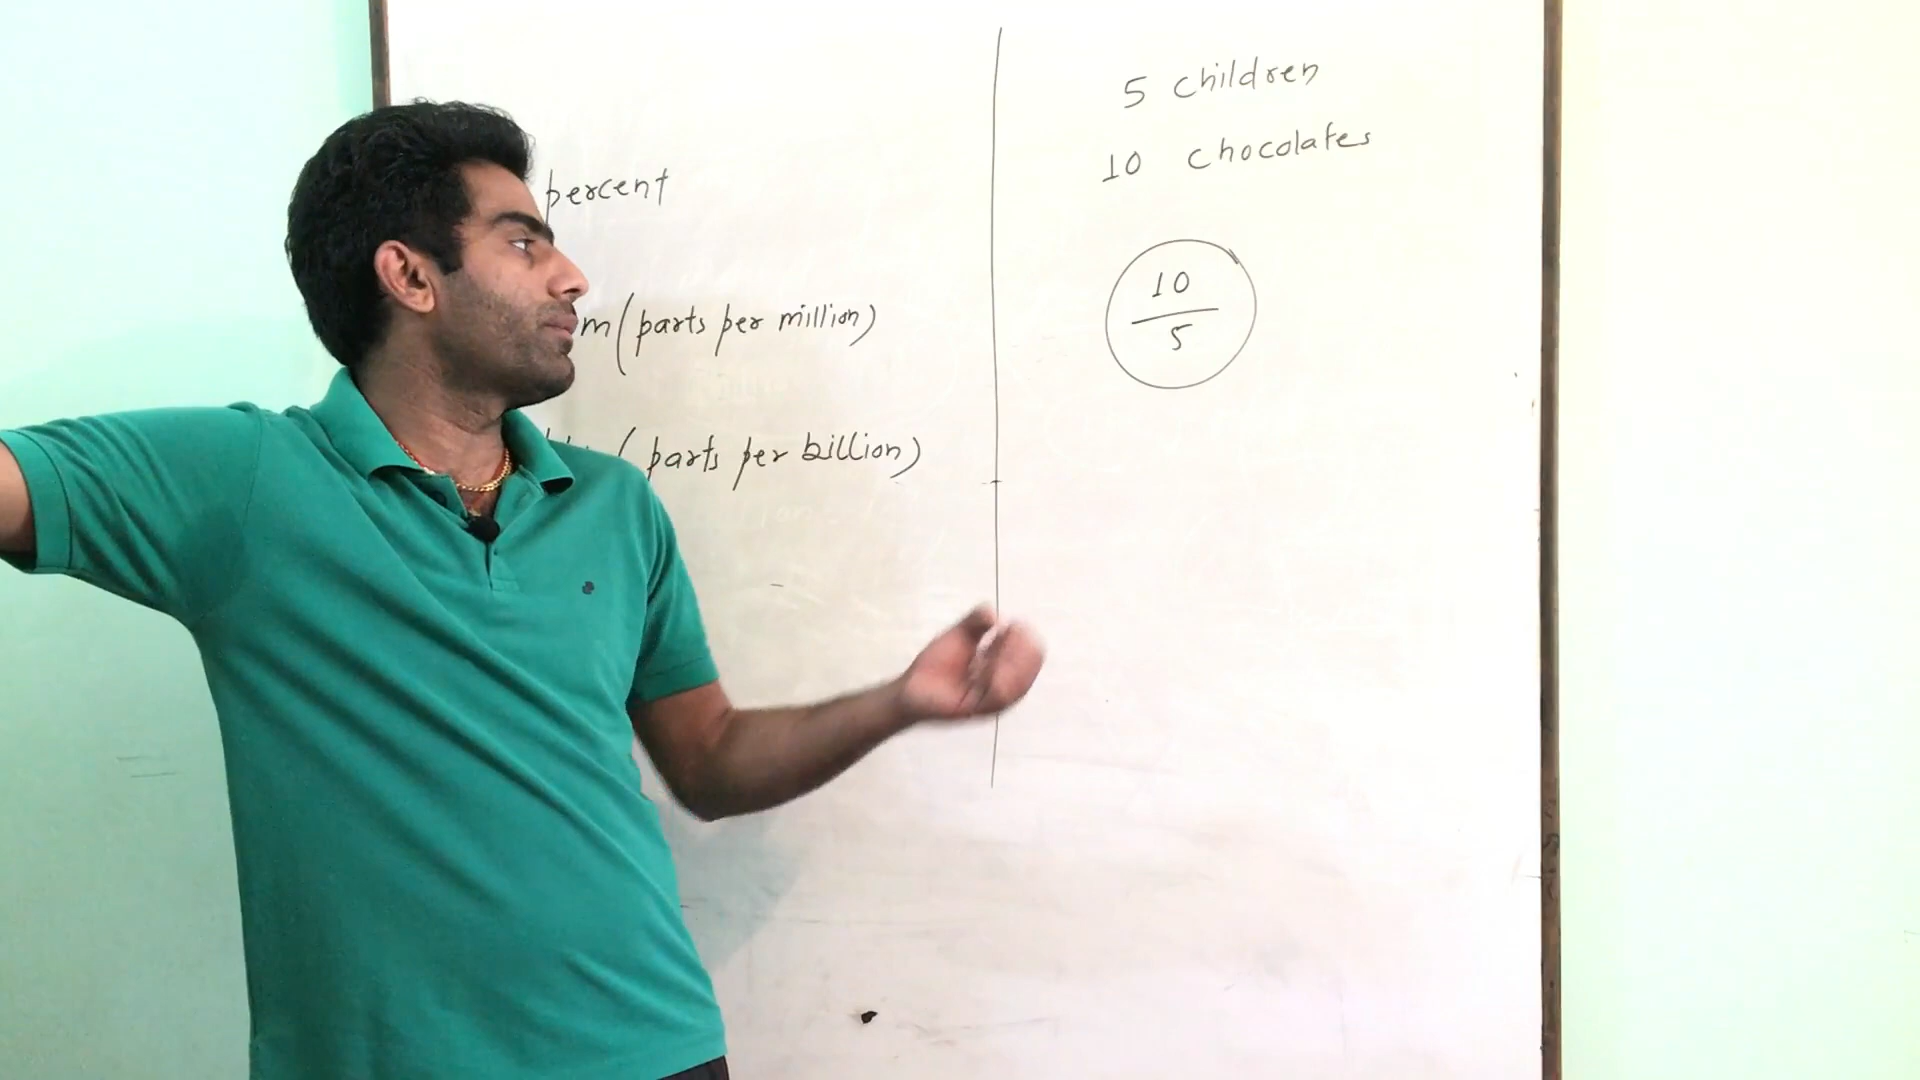 percent
m (parts per million)
(parts per billion)
5 children
10 chocolates
10
5